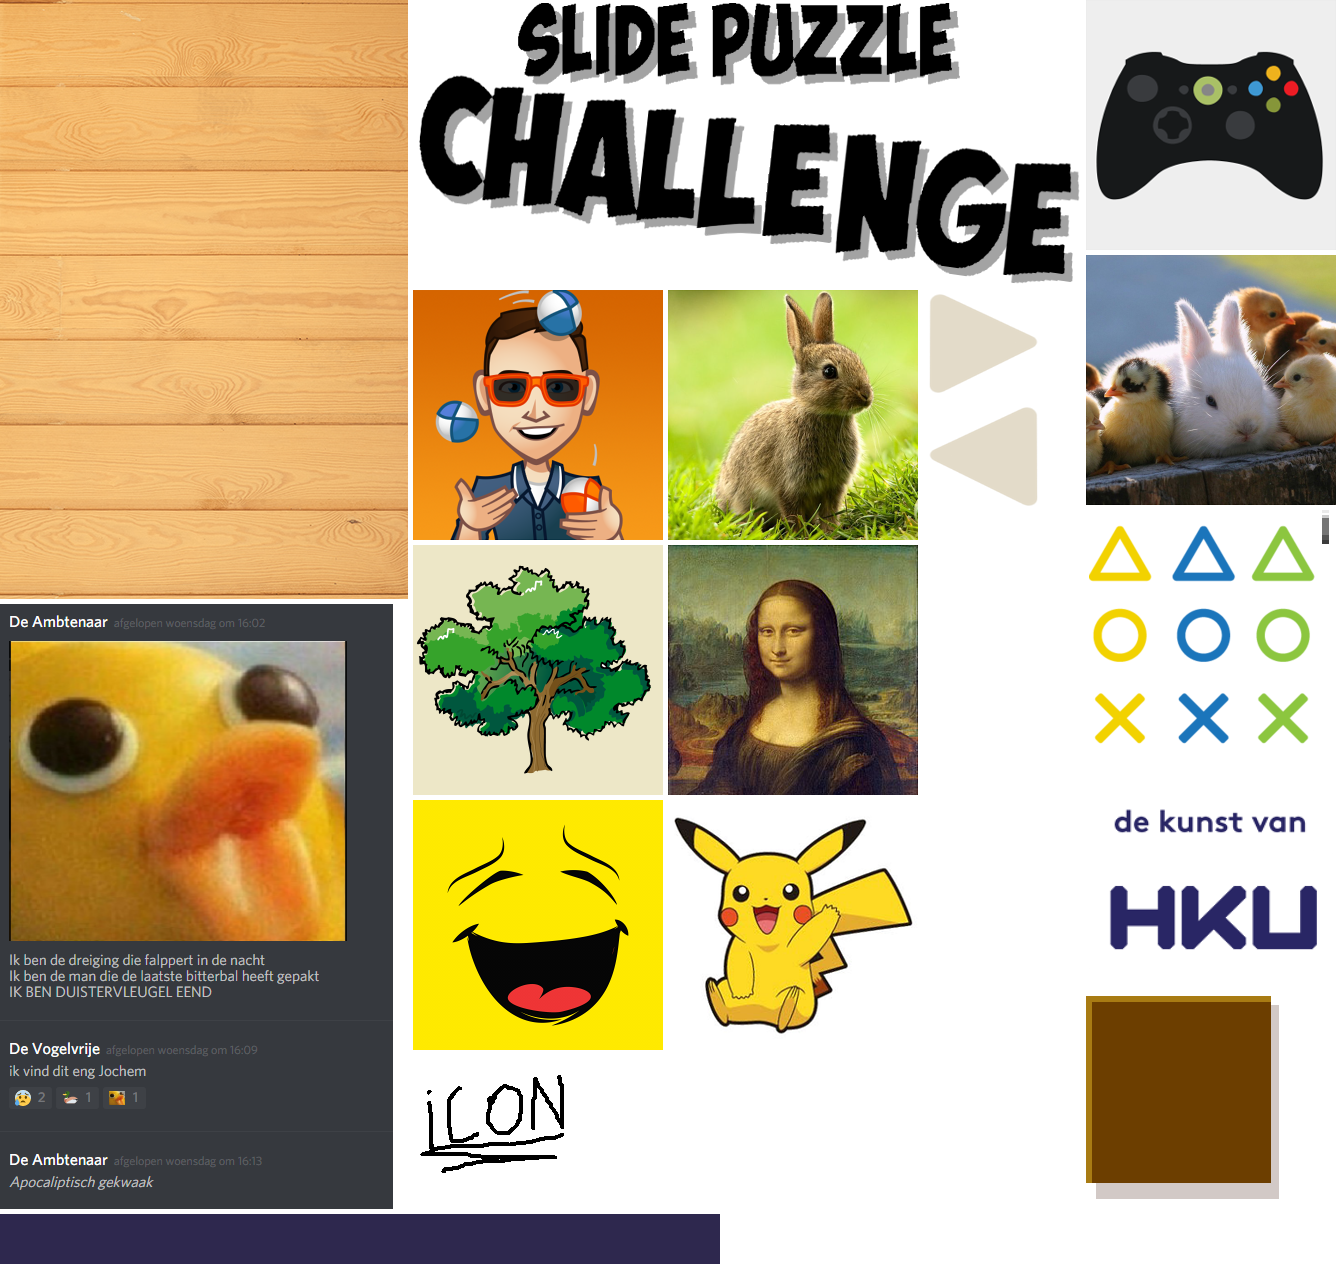 SLIDE PUZZLE
CHALLENGE
De Ambtenaar afgelopen woensdag om 16:02
Ik ben de dreiging die falppert in de nacht
Ik ben de man die de laatste bitterbal heeft gepakt
IK BEN DUISTERVLEUGEL EEND
De Vogelvrije afgelopen woensdag om 16:09
ik vind dit eng Jochem
2 1 1
De Ambtenaar afgelopen woensdag om 16:13
Apocaliptisch gekwaak
iCON
de kunst van
HKU